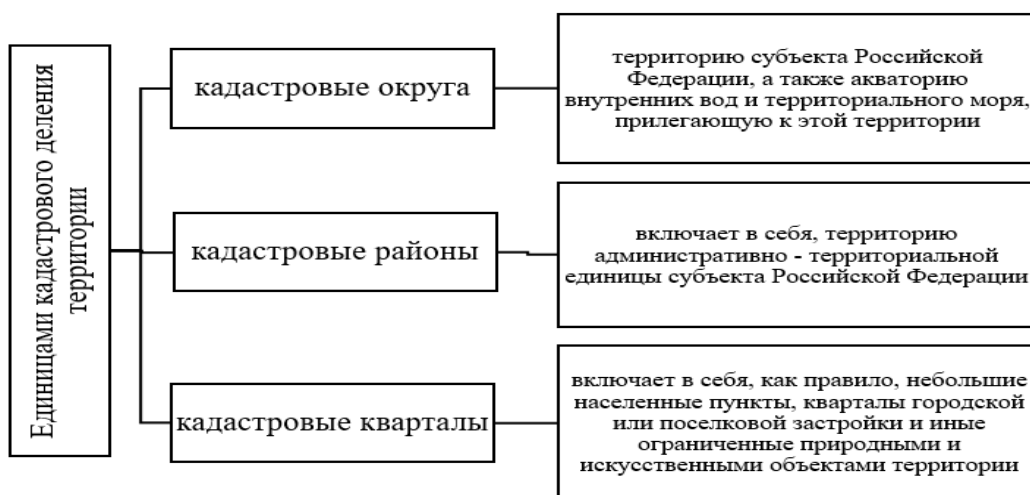 Единицами кадастрового деления
территории
кадастровые округа
территорию субъекта Российской
Федерации, а также акваторию
внутренних вод и территориального моря,
прилегающую к этой территории
кадастровые районы
включает в себя, территорию
административно - территориальной
единицы субъекта Российской Федерации
кадастровые кварталы
включает в себя, как правило, небольшие
населенные пункты, кварталы городской
или поселковой застройки и иные
ограниченные природными и
искусственными объектами территории